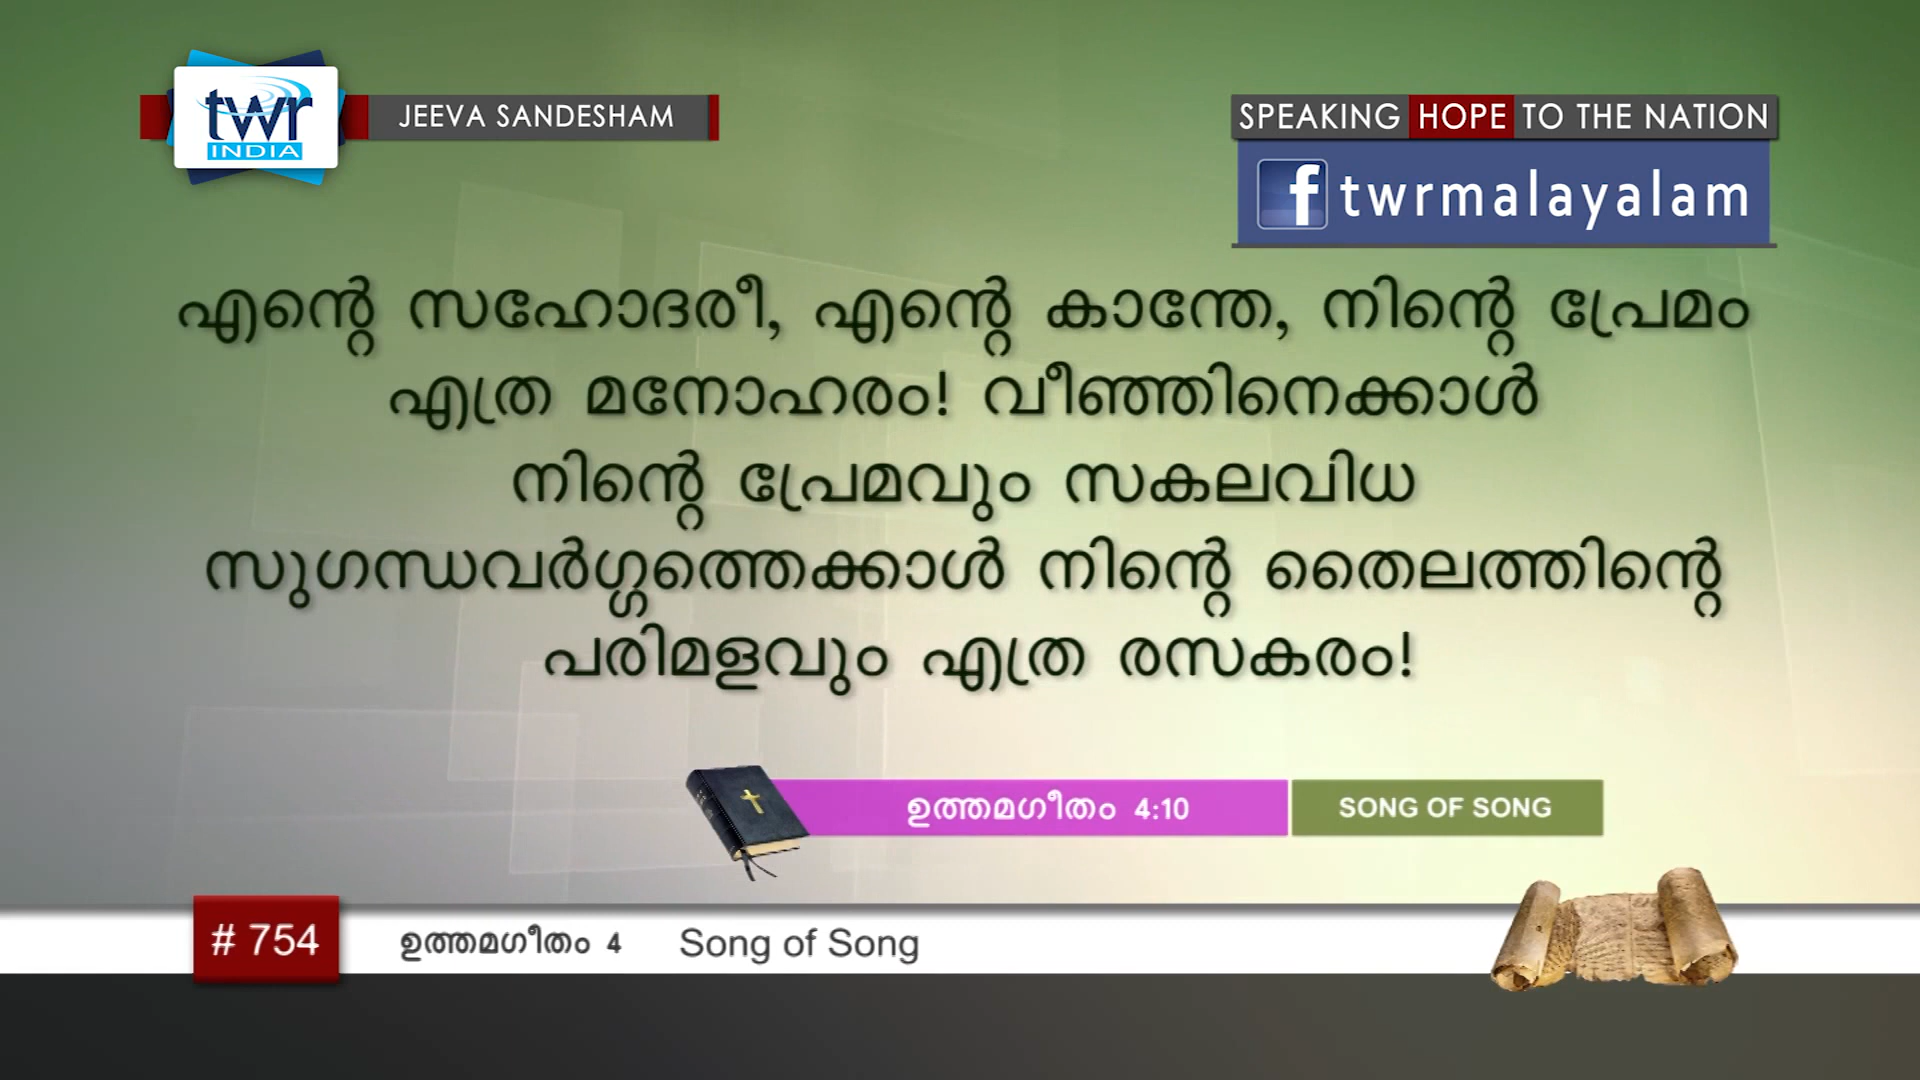 twr
INDIA
JEEVA SANDESHAM
SPEAKING HOPE TO THE NATION
f twrmalayalam
എന്റെ സഹോദരീ, എന്റെ കാന്തേ, നിന്റെ പ്രേമം
എത്ര മനോഹരം! വീഞ്ഞിനെക്കാൾ
നിന്റെ പ്രേമവും സകലവിധ
സുഗന്ധവർഗ്ഗത്തെക്കാൾ നിന്റെ തൈലത്തിന്റെ
പരിമളവും എത്ര രസകരം!
ഉത്തമഗീതം 4:10 SONG OF SONG
# 754 ഉത്തമഗീതം 4 Song of Song